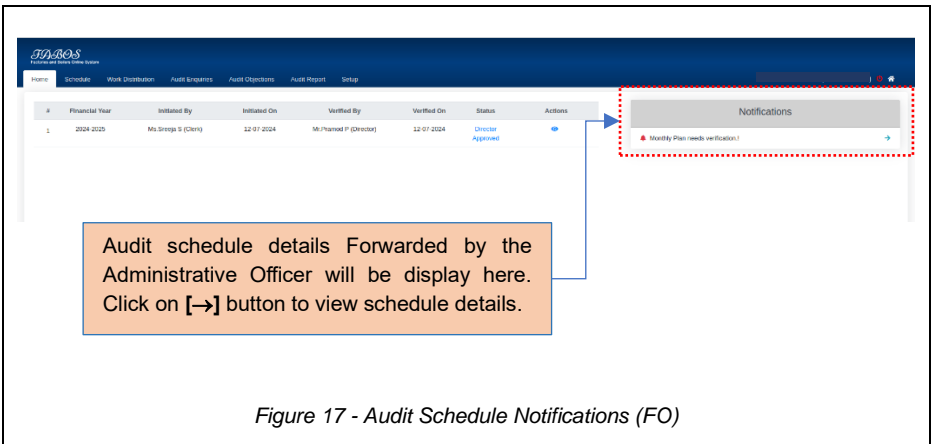 FABOS
Factories and Boilers Online System
Home Schedule Work Distribution Audit Enquires Audit Objections Audit Report Setup
# Financial Year Initiated By Initiated On Verified By Verified On Status Actions
1 2024-2025 Ms.Sreeja S (Clerk) 12-07-2024 Mr.Pramod P (Director) 12-07-2024 Director
Approved
Notifications
Monthly Plan needs verification.! →
Audit schedule details Forwarded by the
Administrative Officer will be display here.
Click on [→] button to view schedule details.
Figure 17 - Audit Schedule Notifications (FO)